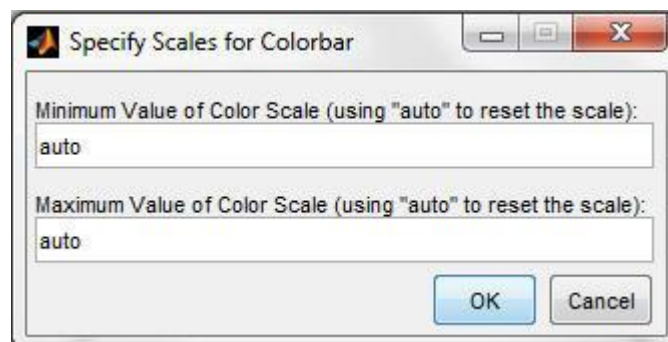 Specify Scales for Colorbar
Minimum Value of Color Scale (using "auto" to reset the scale):
auto
Maximum Value of Color Scale (using "auto" to reset the scale):
auto
OK Cancel